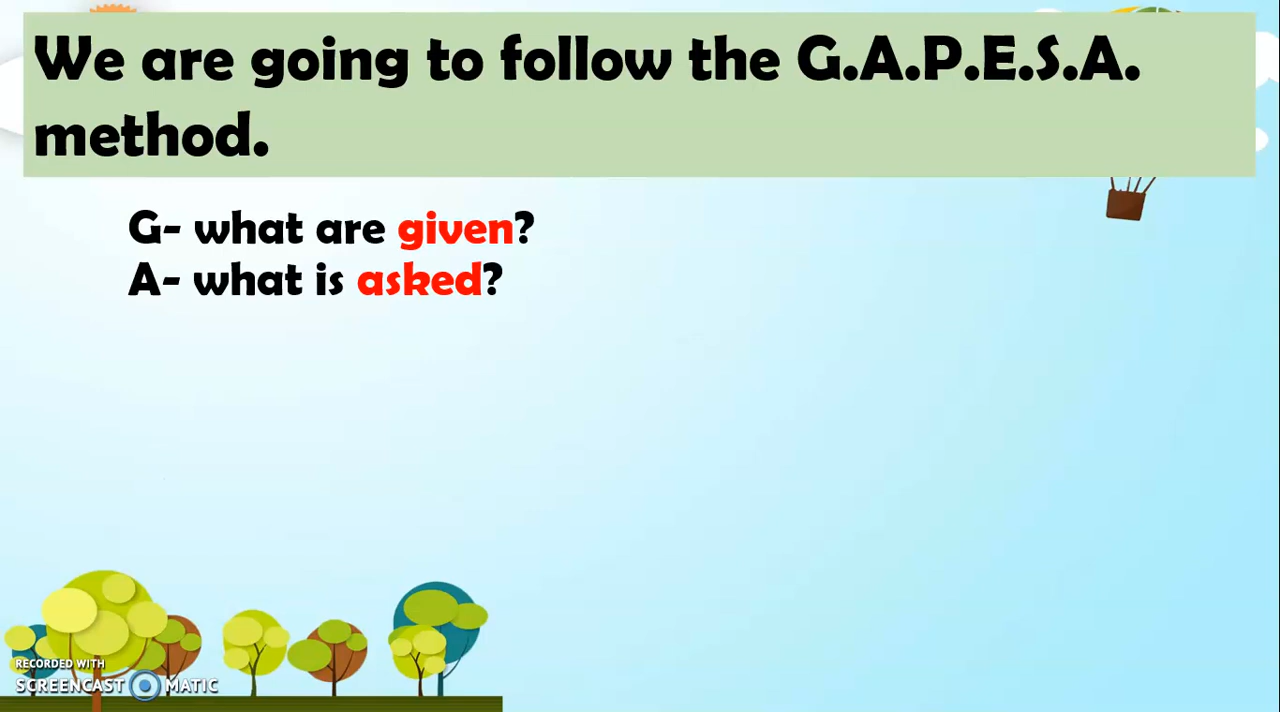 We are going to follow the G.A.P.E.S.A.
method.
G- what are given?
A- what is asked?
RECORDED WITH
SCREENCAST MATIC